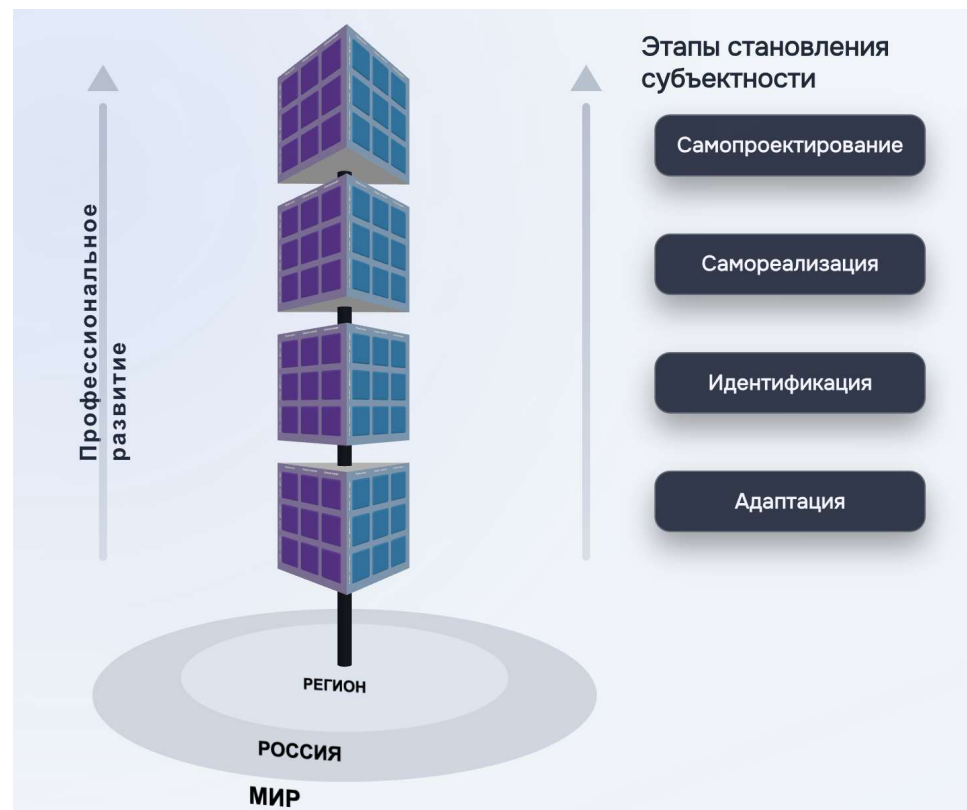 Этапы становления
субъектности
Самопроектирование
Самореализация
Идентификация
Адаптация
Профессиональное
развитие
РЕГИОН
РОССИЯ
МИР